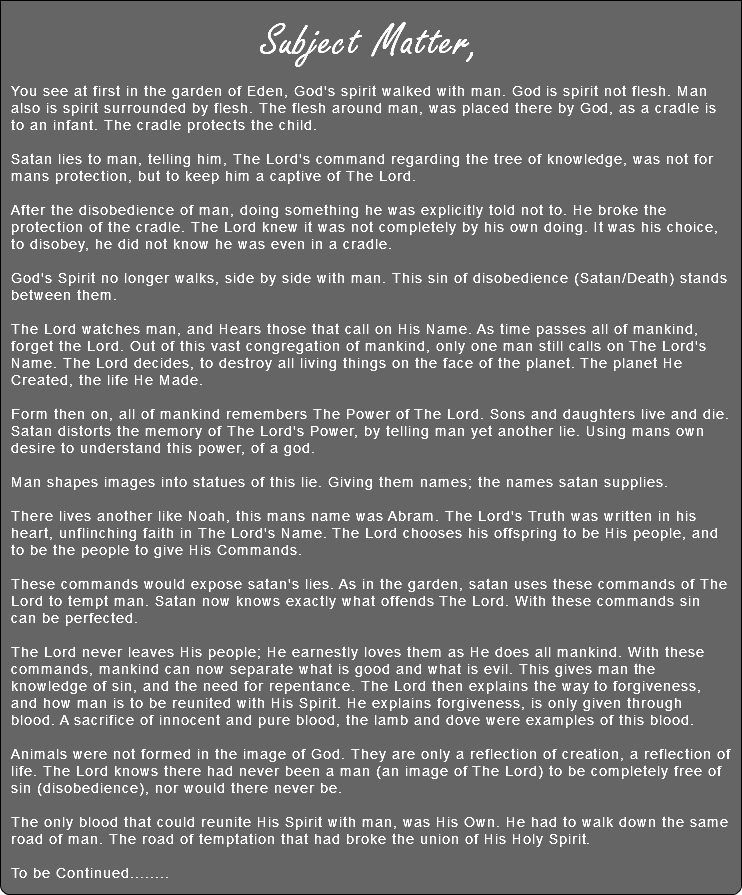 Subject Matter,
You see at first in the garden of Eden, God's spirit walked with man. God is spirit not flesh. Man
also is spirit surrounded by flesh. The flesh around man, was placed there by God, as a cradle is
to an infant. The cradle protects the child.
Satan lies to man, telling him, The Lord's command regarding the tree of knowledge, was not for
mans protection, but to keep him a captive of The Lord.
After the disobedience of man, doing something he was explicitly told not to. He broke the
protection of the cradle. The Lord knew it was not completely by his own doing. It was his choice,
to disobey, he did not know he was even in a cradle.
God's Spirit no longer walks, side by side with man. This sin of disobedience (Satan/Death) stands
between them.
The Lord watches man, and Hears those that call on His Name. As time passes all of mankind,
forget the Lord. Out of this vast congregation of mankind, only one man still calls on The Lord's
Name. The Lord decides, to destroy all living things on the face of the planet. The planet He
Created, the life He Made.
Form then on, all of mankind remembers The Power of The Lord. Sons and daughters live and die.
Satan distorts the memory of The Lord's Power, by telling man yet another lie. Using mans own
desire to understand this power, of a god.
Man shapes images into statues of this lie. Giving them names; the names satan supplies.
There lives another like Noah, this mans name was Abram. The Lord's Truth was written in his
heart, unflinching faith in The Lord's Name. The Lord chooses his offspring to be His people, and
to be the people to give His Commands.
These commands would expose satan's lies. As in the garden, satan uses these commands of The
Lord to tempt man. Satan now knows exactly what offends The Lord. With these commands sin
can be perfected.
The Lord never leaves His people; He earnestly loves them as He does all mankind. With these
commands, mankind can now separate what is good and what is evil. This gives man the
knowledge of sin, and the need for repentance. The Lord then explains the way to forgiveness,
and how man is to be reunited with His Spirit. He explains forgiveness, is only given through
blood. A sacrifice of innocent and pure blood, the lamb and dove were examples of this blood.
Animals were not formed in the image of God. They are only a reflection of creation, a reflection of
life. The Lord knows there had never been a man (an image of The Lord) to be completely free of
sin (disobedience), nor would there never be.
The only blood that could reunite His Spirit with man, was His Own. He had to walk down the same
road of man. The road of temptation that had broke the union of His Holy Spirit.
To be Continued........